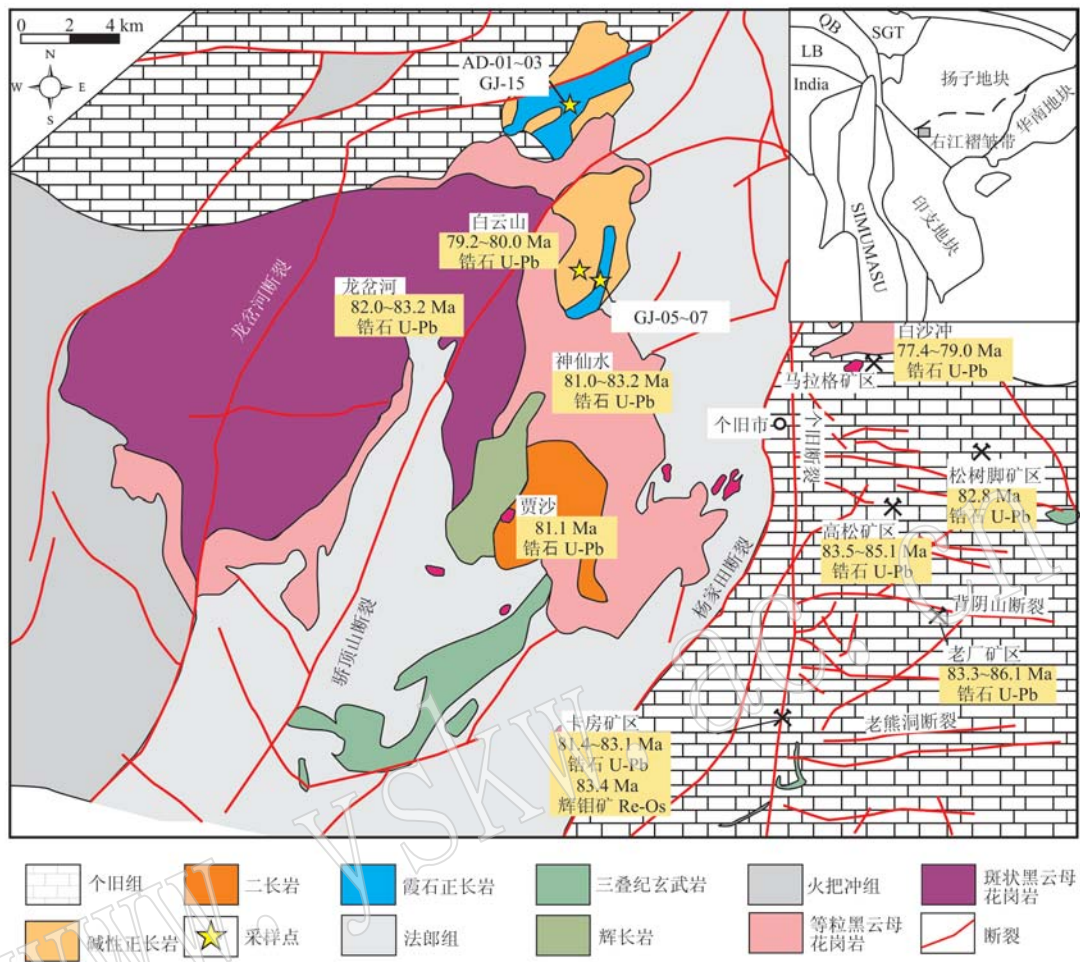 0 2 4 km
N
W E
S
AD-01~03
GJ-15
白云山
79.2~80.0 Ma
锆石 U-Pb
龙岔河断裂
龙岔河
82.0~83.2 Ma
锆石 U-Pb
GJ-05~07
神仙水
81.0~83.2 Ma
锆石 U-Pb
贾沙
81.1 Ma
锆石 U-Pb
轿顶山断裂
杨家田断裂
QB
SGT
LB
India
扬子地块
华南地块
右江褶皱带
SIMUMASU
印支地块
白沙冲
77.4~79.0 Ma
锆石 U-Pb
马拉格矿区
个旧市
个旧断裂
松树脚矿区
82.8 Ma
锆石 U-Pb
高松矿区
83.5~85.1 Ma
锆石 U-Pb
背阴山断裂
老厂矿区
83.3~86.1 Ma
锆石 U-Pb
老熊洞断裂
卡房矿区
81.4~83.1 Ma
锆石 U-Pb
83.4 Ma
辉钼矿 Re-Os
个旧组
二长岩
霞石正长岩
三叠纪玄武岩
火把冲组
斑状黑云母
花岗岩
碱性正长岩
采样点
法郎组
辉长岩
等粒黑云母
花岗岩
断裂
www.yskw.ac.cn